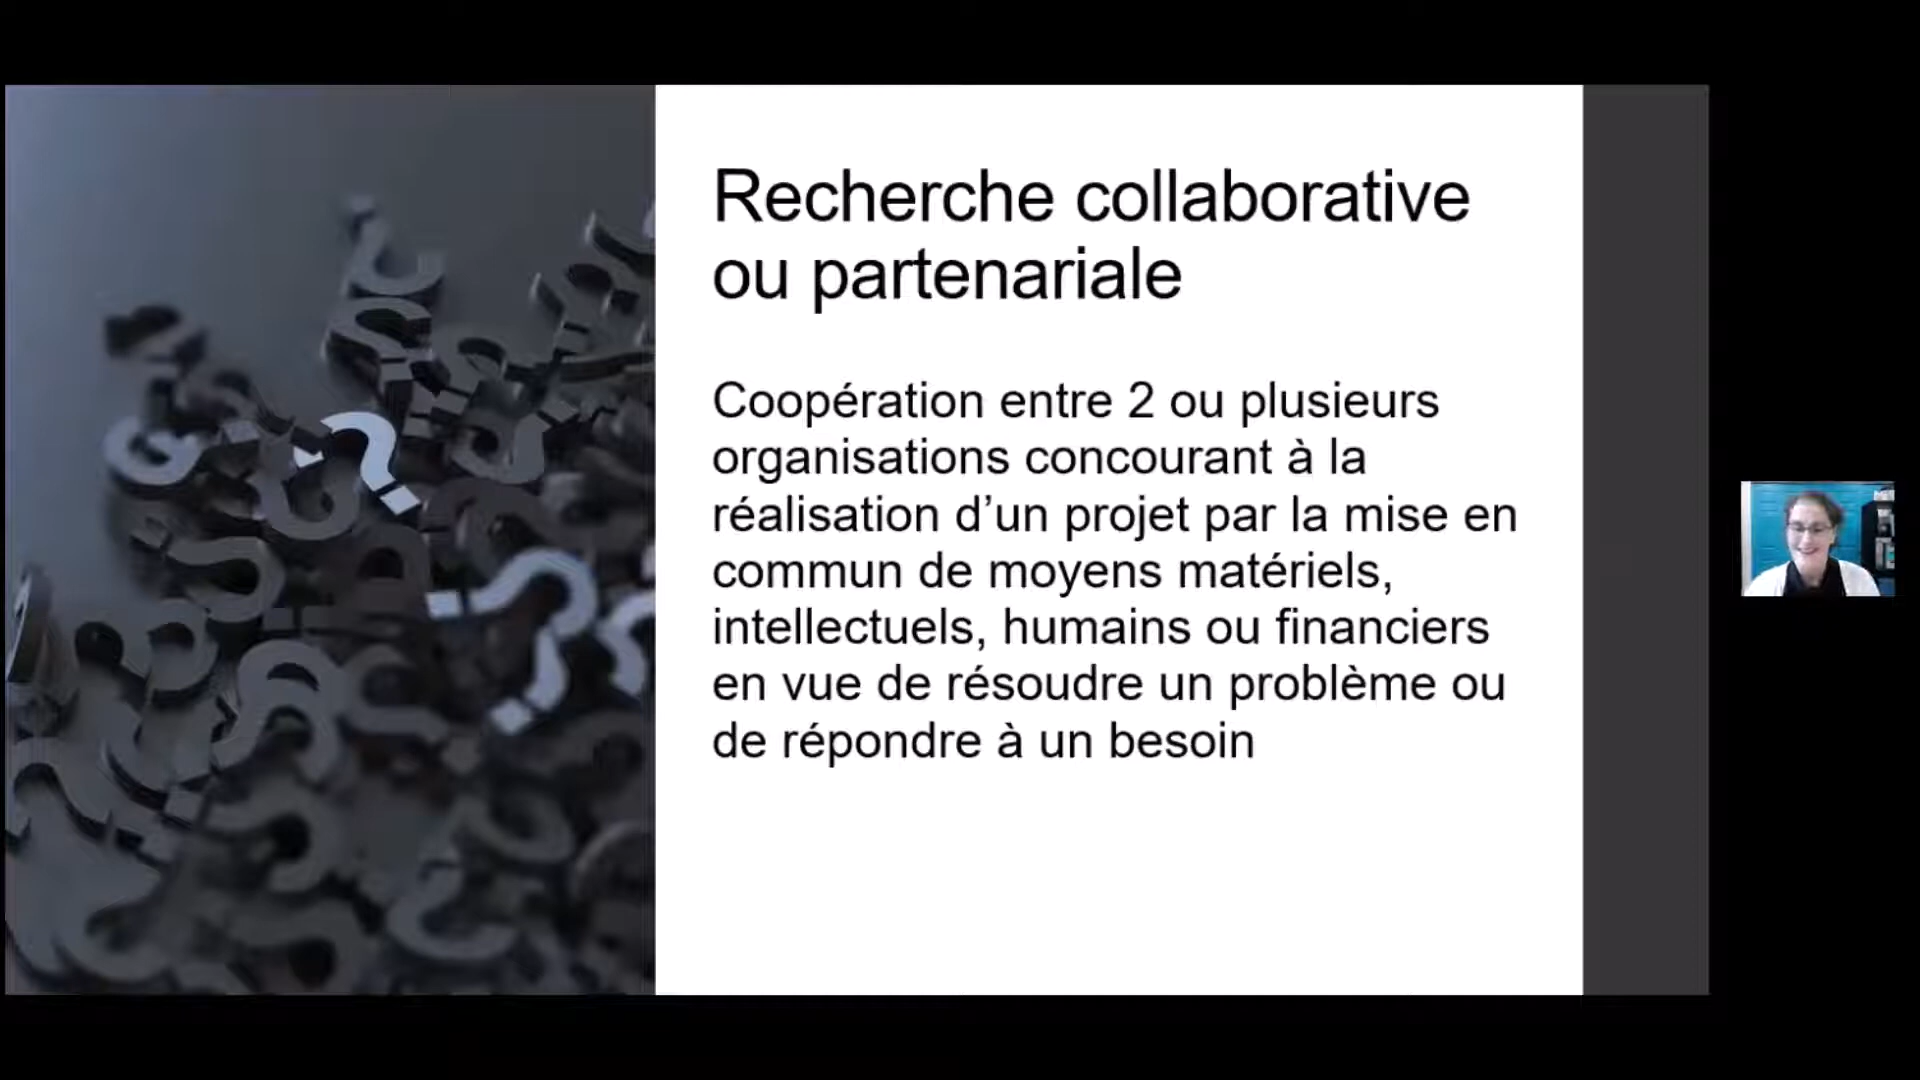 Recherche collaborative
ou partenariale
Coopération entre 2 ou plusieurs
organisations concourant à la
réalisation d’un projet par la mise en
commun de moyens matériels,
intellectuels, humains ou financiers
en vue de résoudre un problème ou
de répondre à un besoin